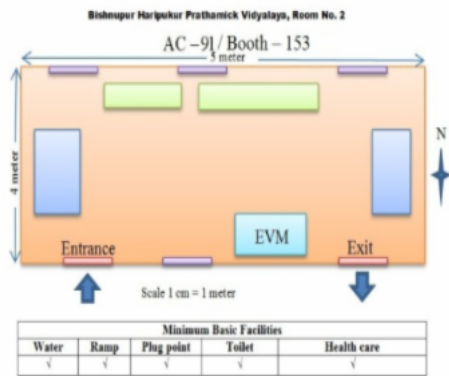 Bishnupur Haripukur Prathamick Vidyalaya, Room No. 2
AC –91/ Booth – 153
5 meter
4 meter
N
EVM
Entrance
Exit
Scale 1 cm = 1 meter
Minimum Basic Facilities
Water Ramp Plug point Toilet Health care
√ √ √ √ √